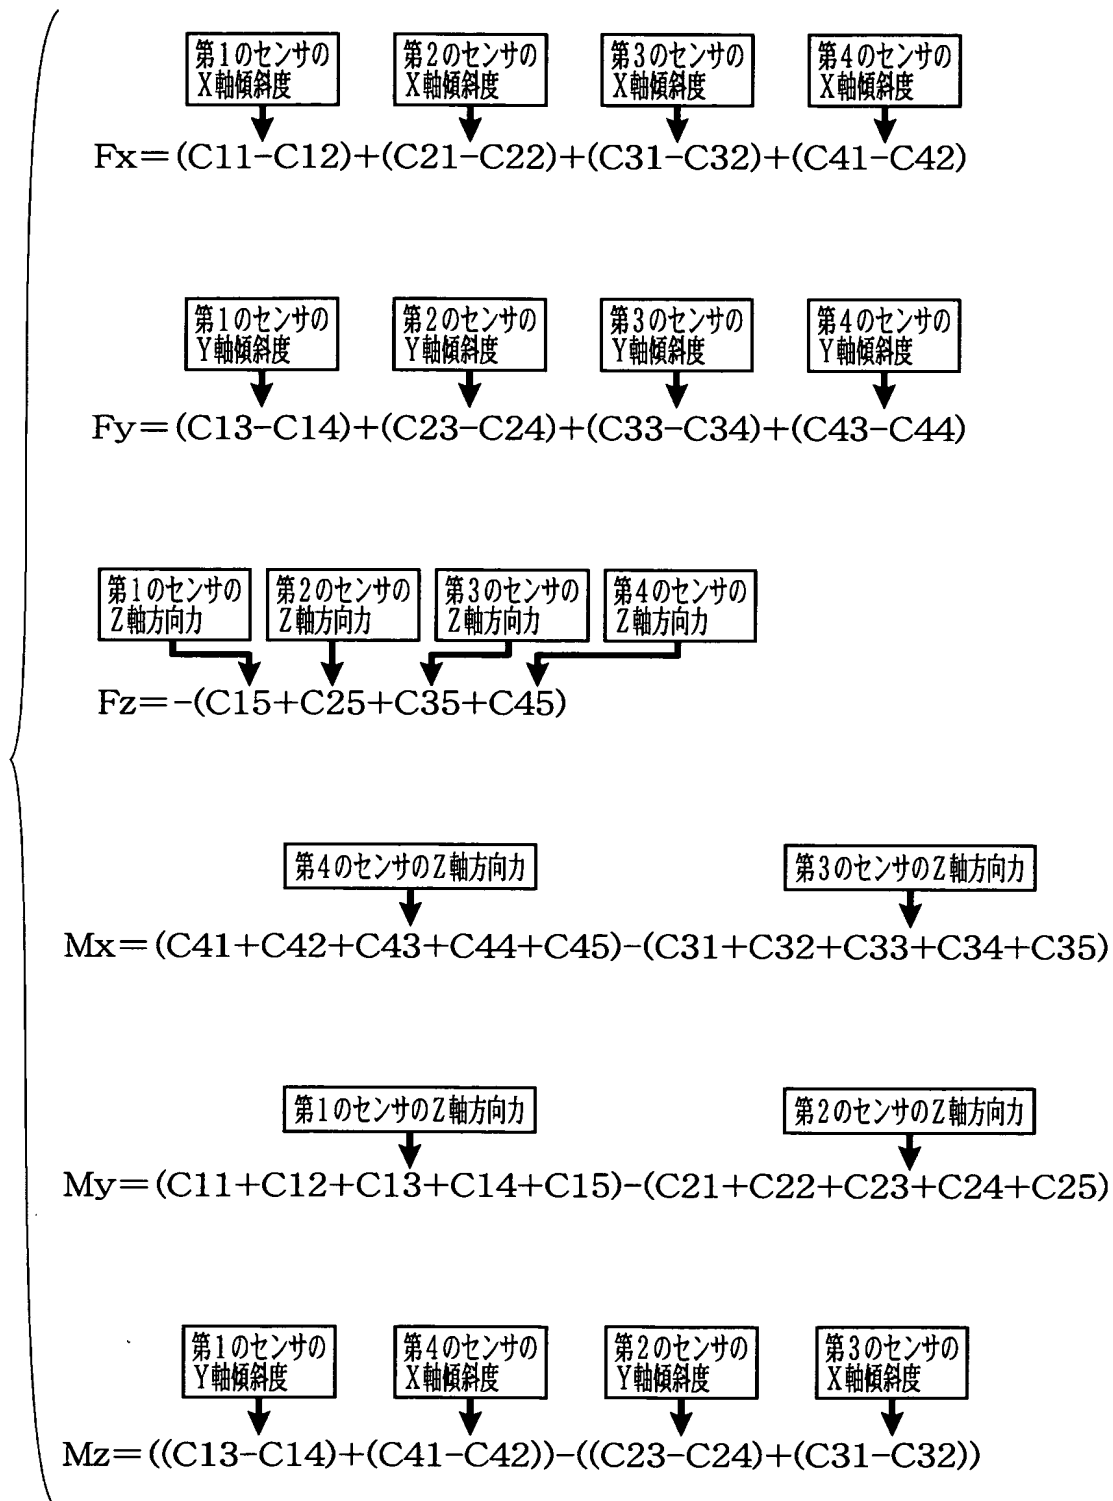 第1のセンサの
X軸傾斜度
第2のセンサの
X軸傾斜度
第3のセンサの
X軸傾斜度
第4のセンサの
X軸傾斜度
Fx=(C11-C12)+(C21-C22)+(C31-C32)+(C41-C42)
第1のセンサの
Y軸傾斜度
第2のセンサの
Y軸傾斜度
第3のセンサの
Y軸傾斜度
第4のセンサの
Y軸傾斜度
Fy=(C13-C14)+(C23-C24)+(C33-C34)+(C43-C44)
第1のセンサの
Z軸方向力
第2のセンサの
Z軸方向力
第3のセンサの
Z軸方向力
第4のセンサの
Z軸方向力
Fz=-(C15+C25+C35+C45)
第4のセンサのZ軸方向力
第3のセンサのZ軸方向力
Mx=(C41+C42+C43+C44+C45)-(C31+C32+C33+C34+C35)
第1のセンサのZ軸方向力
第2のセンサのZ軸方向力
My=(C11+C12+C13+C14+C15)-(C21+C22+C23+C24+C25)
第1のセンサの
Y軸傾斜度
第4のセンサの
X軸傾斜度
第2のセンサの
Y軸傾斜度
第3のセンサの
X軸傾斜度
Mz=((C13-C14)+(C41-C42))-((C23-C24)+(C31-C32))